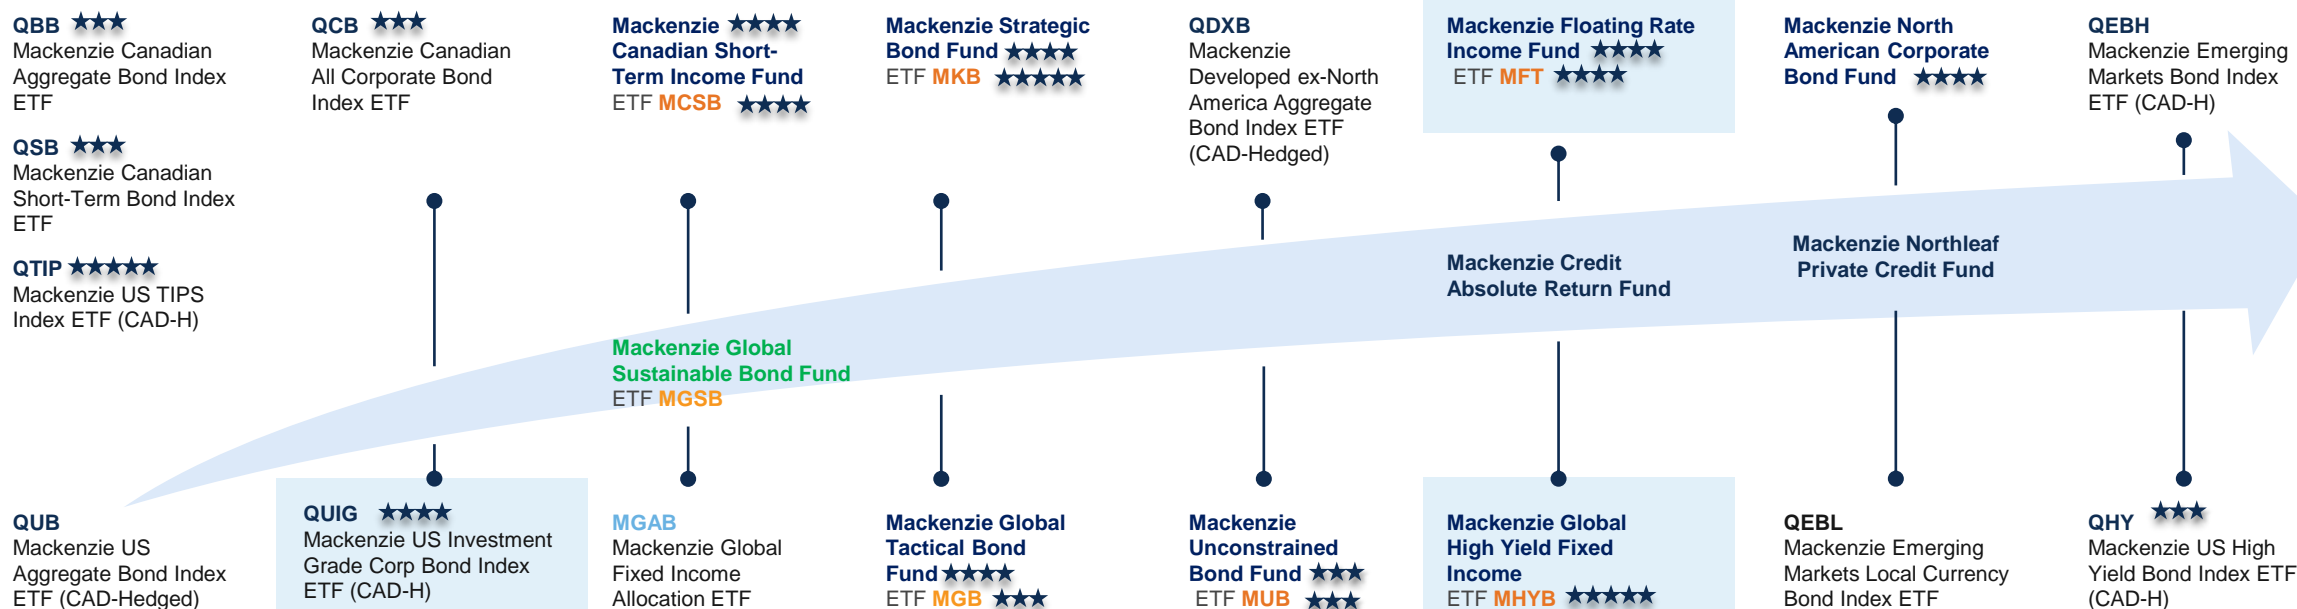 QBB ★★★
Mackenzie Canadian
Aggregate Bond Index
ETF
QSB ★★★
Mackenzie Canadian
Short-Term Bond Index
ETF
QTIP ★★★★★
Mackenzie US TIPS
Index ETF (CAD-H)
QCB ★★★
Mackenzie Canadian
All Corporate Bond
Index ETF
Mackenzie ★★★★
Canadian Short-
Term Income Fund
ETF MCSB ★★★★
Mackenzie Strategic
Bond Fund ★★★★
ETF MKB ★★★★★
QDXB
Mackenzie
Developed ex-North
America Aggregate
Bond Index ETF
(CAD-Hedged)
Mackenzie Floating Rate
Income Fund ★★★★
ETF MFT ★★★★
Mackenzie North
American Corporate
Bond Fund ★★★★
QEBH
Mackenzie Emerging
Markets Bond Index
ETF (CAD-H)
Mackenzie Global
Sustainable Bond Fund
ETF MGSB
Mackenzie Credit
Absolute Return Fund
Mackenzie Northleaf
Private Credit Fund
QUB
Mackenzie US
Aggregate Bond Index
ETF (CAD-Hedged)
QUIG ★★★★
Mackenzie US Investment
Grade Corp Bond Index
ETF (CAD-H)
MGAB
Mackenzie Global
Fixed Income
Allocation ETF
Mackenzie Global
Tactical Bond
Fund ★★★★
ETF MGB ★★★
Mackenzie
Unconstrained
Bond Fund ★★★
ETF MUB ★★★
Mackenzie Global
High Yield Fixed
Income
ETF MHYB ★★★★★
QEBL
Mackenzie Emerging
Markets Local Currency
Bond Index ETF
QHY ★★★
Mackenzie US High
Yield Bond Index ETF
(CAD-H)